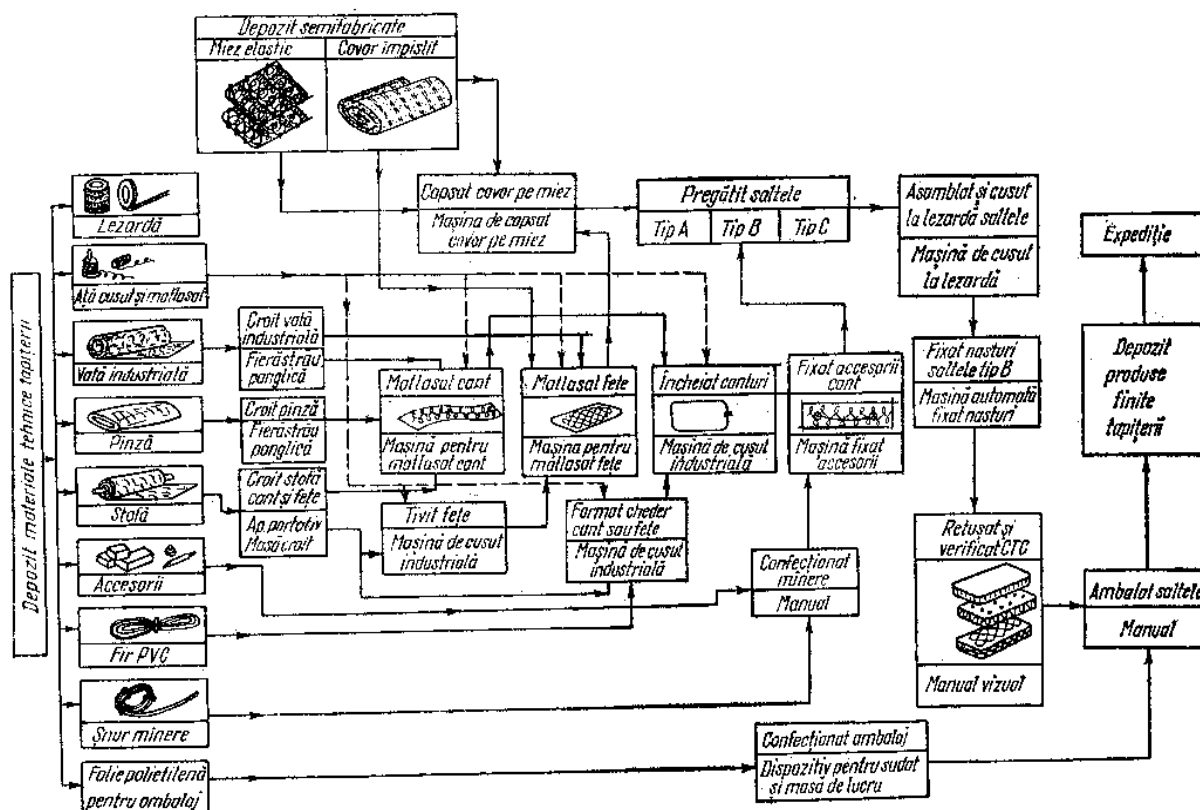 Depozit semifabricate
Miez elastic
Covor împîslit
Depozit materiale tehnice tapițerii
Lezardă
Ață cusut și matlasat
Vată industrială
Pînză
Stofă
Accesorii
Fir PVC
Șnur mînere
Folie polietilenă
pentru ambalaj
Croit vată
industrială
Fierăstrău
panglică
Croit pînză
Fierăstrău
panglică
Croit stofă
cant și fețe
Ap. portativ
Masă croit
Capsat covor pe miez
Mașina de capsat
covor pe miez
Matlasat cant
Mașină pentru
matlasat cant
Matlasat fețe
Mașina pentru
matlasat fețe
Tivit fețe
Mașină de cusut
industrială
Format cheder
cant sau fețe
Mașină de cusut
industrială
Încheiat canturi
Mașină de cusut
industrială
Fixat accesorii
cant
Mașină fixat
accesorii
Confecționat
mînere
Manual
Pregătit saltele
Tip A
Tip B
Tip C
Asamblat și cusut
la lezardă saltele
Mașină de cusut
la lezardă
Fixat nasturi
saltele tip B
Mașină automată
fixat nasturi
Retușat și
verificat CTC
Manual vizual
Confecționat ambalaj
Dispozitiv pentru sudat
și masă de lucru
Ambalat saltele
Manual
Depozit
produse
finite
tapițerii
Expediție